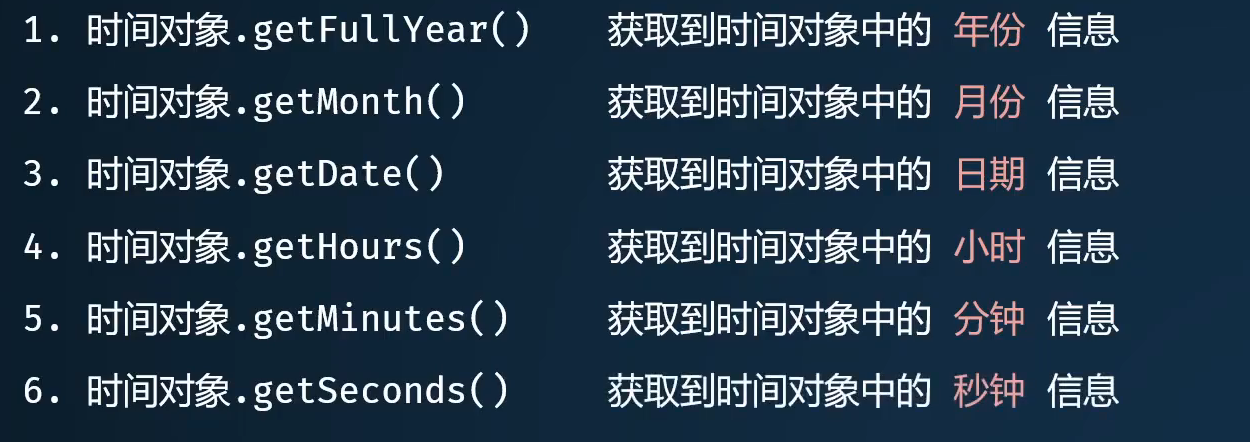 1. 时间对象.getFullYear() 获取到时间对象中的 年份 信息
2. 时间对象.getMonth() 获取到时间对象中的 月份 信息
3. 时间对象.getDate() 获取到时间对象中的 日期 信息
4. 时间对象.getHours() 获取到时间对象中的 小时 信息
5. 时间对象.getMinutes() 获取到时间对象中的 分钟 信息
6. 时间对象.getSeconds() 获取到时间对象中的 秒钟 信息